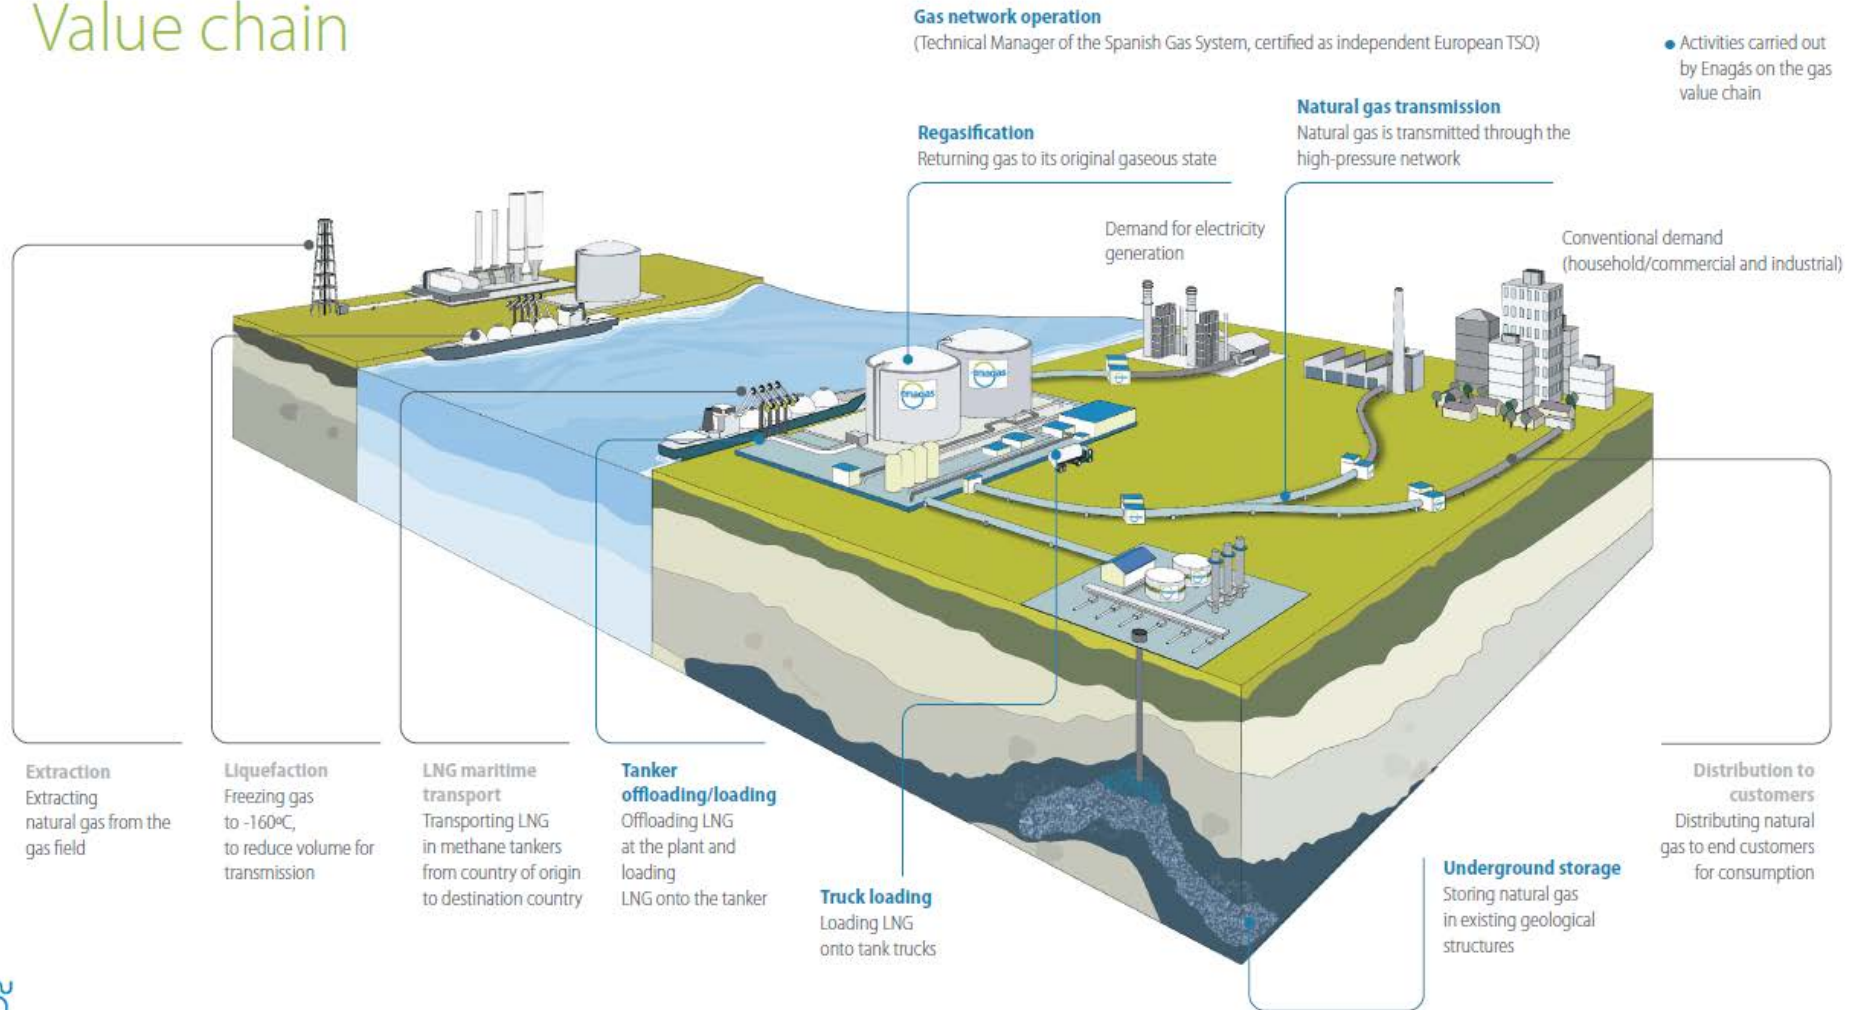 Value chain
Gas network operation
(Technical Manager of the Spanish Gas System, certified as independent European TSO)
Activities carried out
by Enagás on the gas
value chain
Natural gas transmission
Natural gas is transmitted through the
high-pressure network
Regasification
Returning gas to its original gaseous state
Demand for electricity
generation
Conventional demand
(household/commercial and industrial)
enagas
enagas
Extraction
Extracting
natural gas from the
gas field
Liquefaction
Freezing gas
to -160ºC,
to reduce volume for
transmission
LNG maritime
transport
Transporting LNG
in methane tankers
from country of origin
to destination country
Tanker
offloading/loading
Offloading LNG
at the plant and
loading
LNG onto the tanker
Truck loading
Loading LNG
onto tank trucks
Underground storage
Storing natural gas
in existing geological
structures
Distribution to
customers
Distributing natural
gas to end customers
for consumption